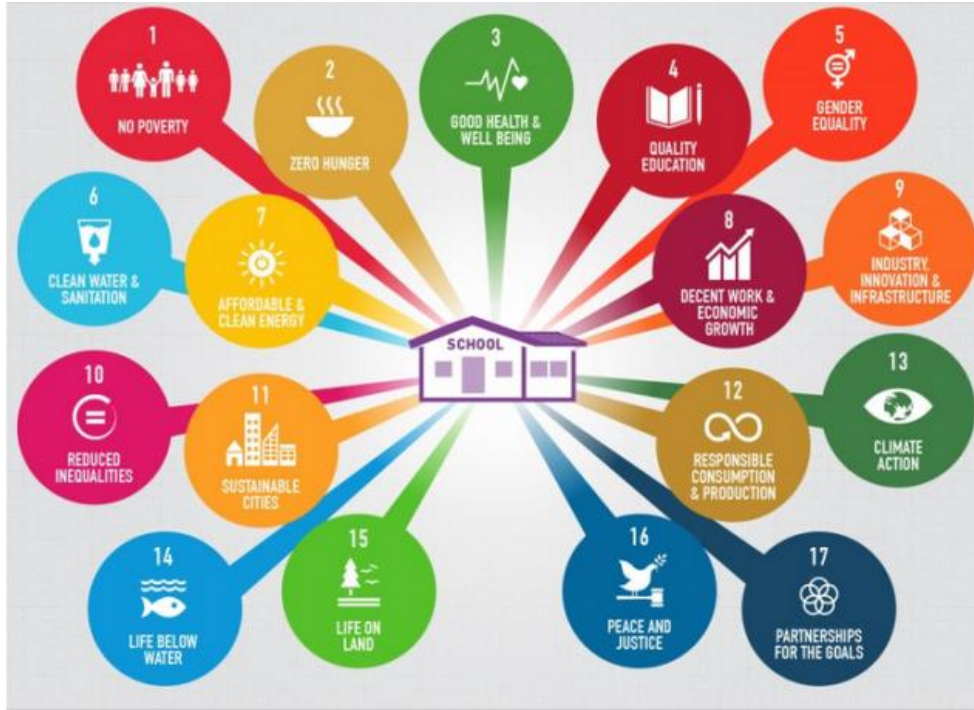 1
NO POVERTY
2
ZERO HUNGER
3
GOOD HEALTH &
WELL BEING
4
QUALITY
EDUCATION
5
GENDER
EQUALITY
6
CLEAN WATER &
SANITATION
7
AFFORDABLE &
CLEAN ENERGY
8
DECENT WORK &
ECONOMIC
GROWTH
9
INDUSTRY,
INNOVATION &
INFRASTRUCTURE
SCHOOL
10
REDUCED
INEQUALITIES
11
SUSTAINABLE
CITIES
12
RESPONSIBLE
CONSUMPTION
& PRODUCTION
13
CLIMATE
ACTION
14
LIFE BELOW
WATER
15
LIFE ON
LAND
16
PEACE AND
JUSTICE
17
PARTNERSHIPS
FOR THE GOALS